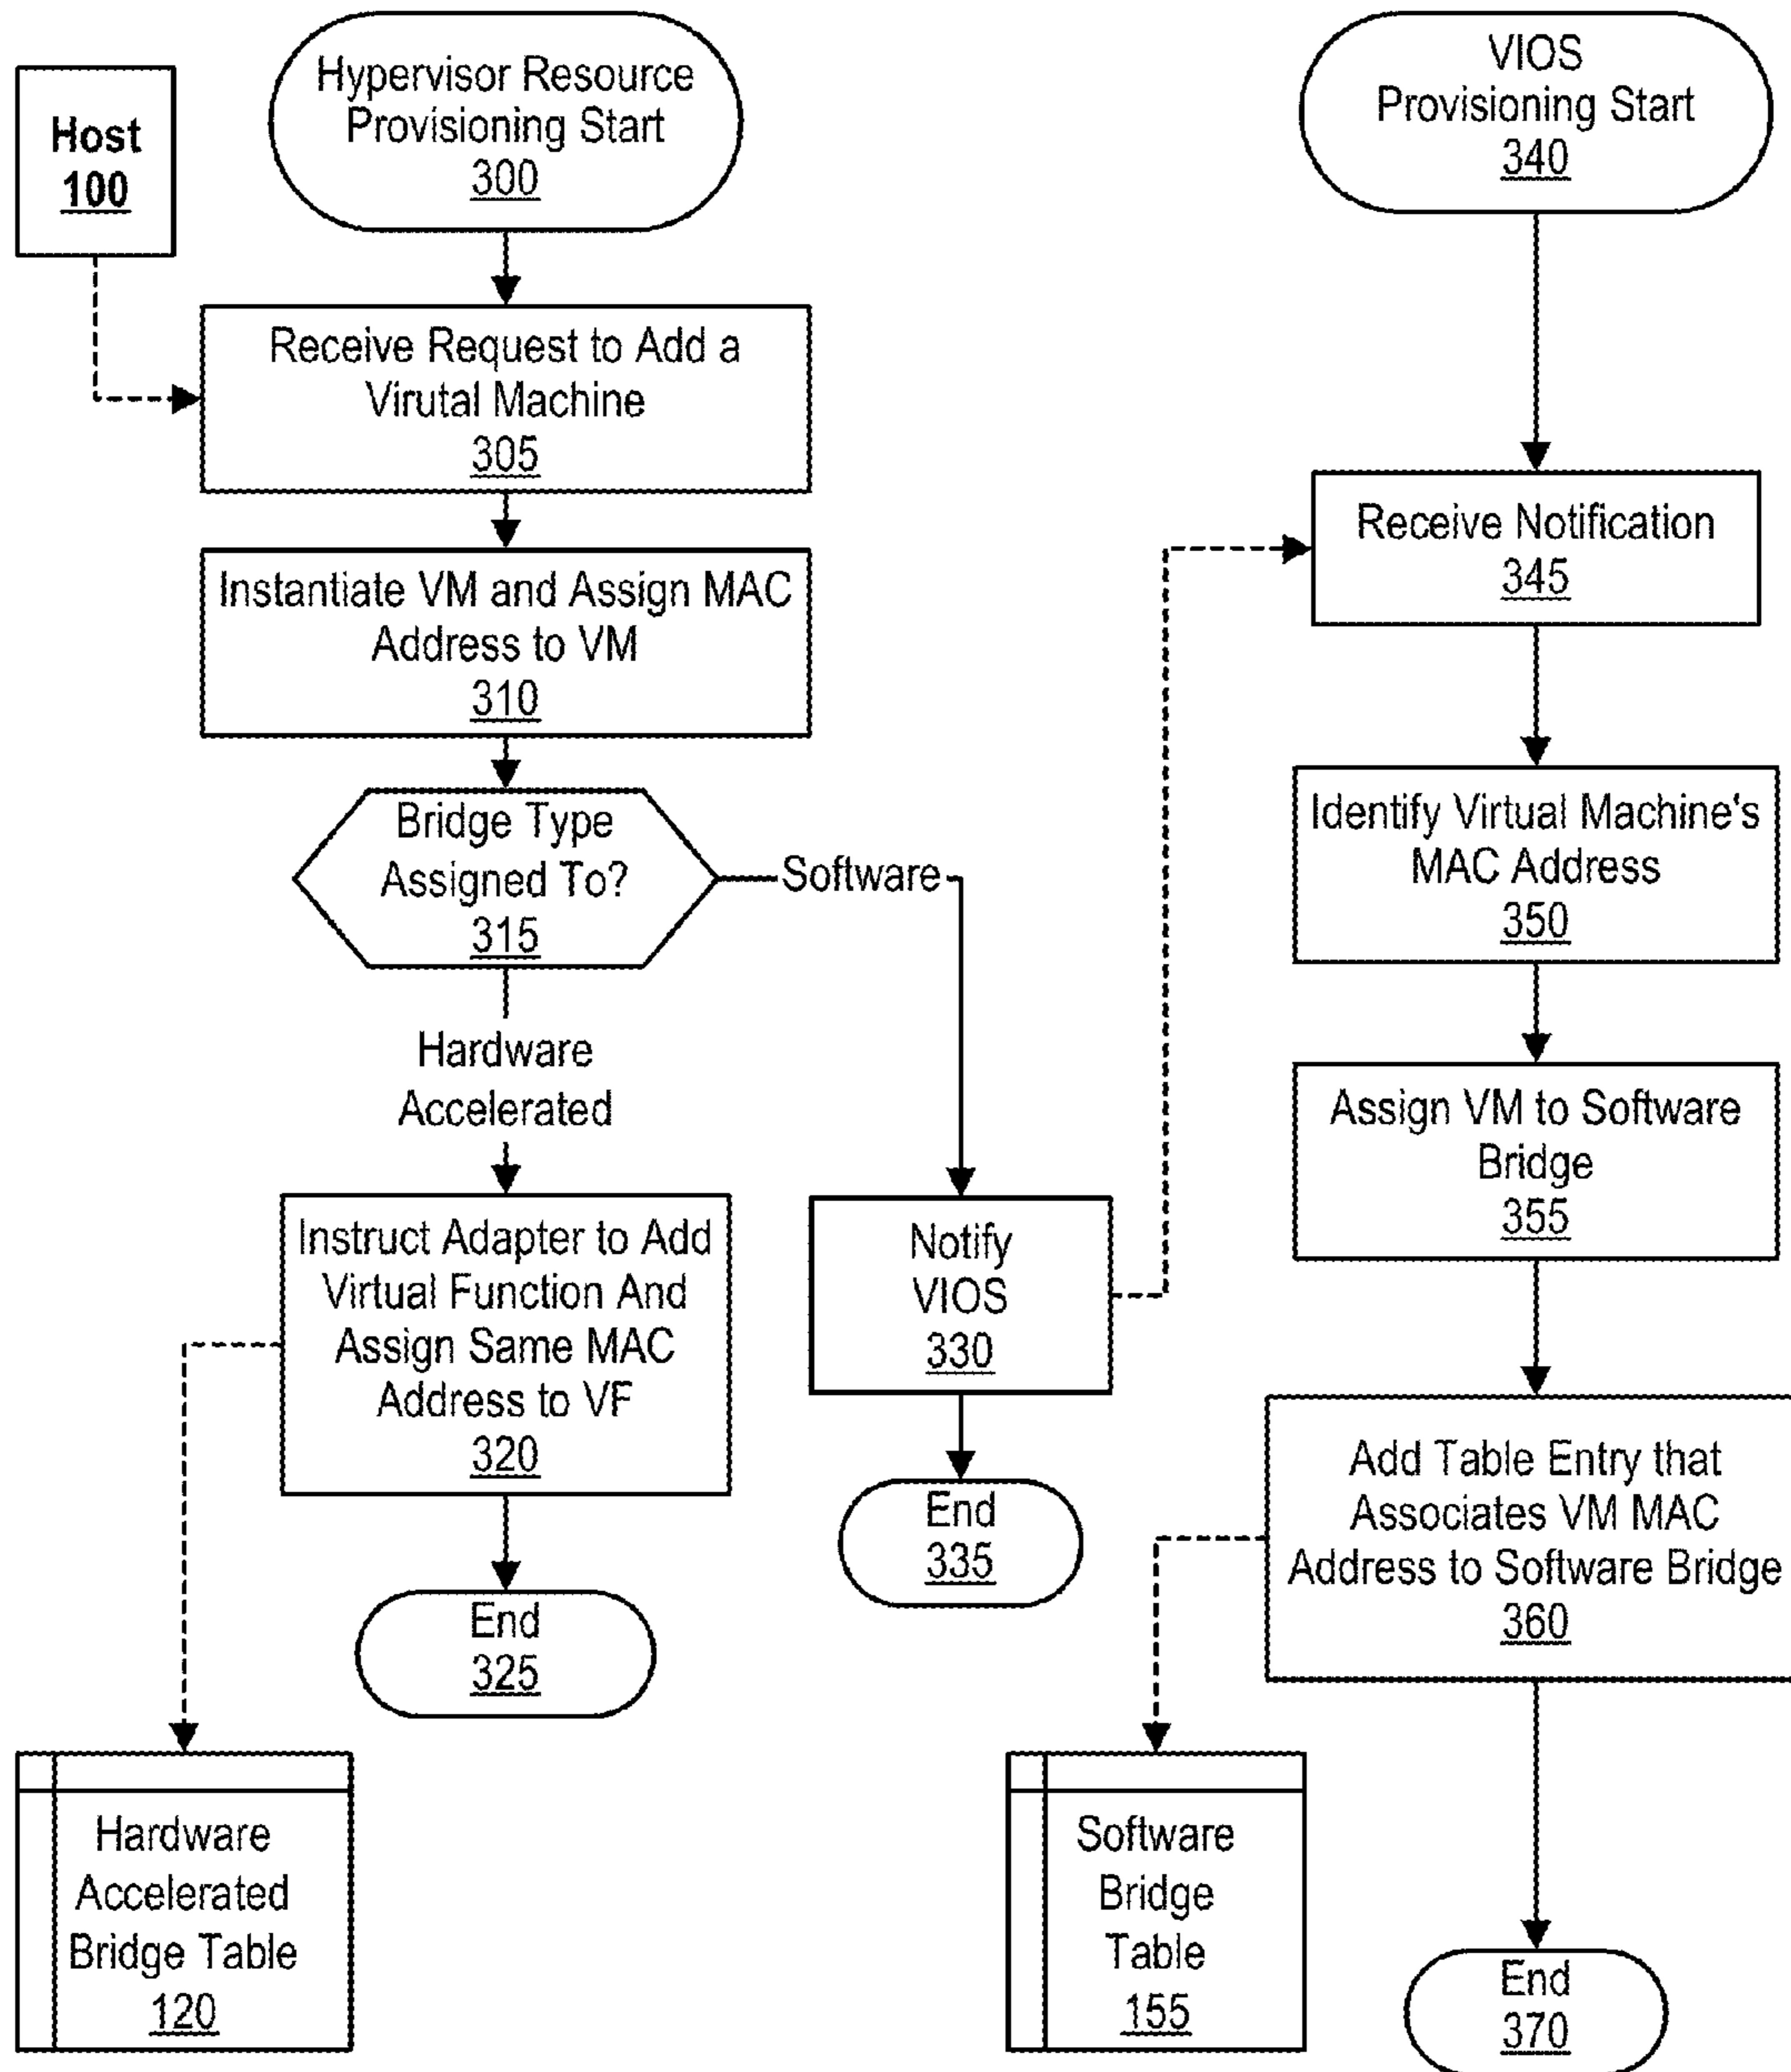 Host
100
Hypervisor Resource
Provisioning Start
300
Receive Request to Add a
Virutal Machine
305
Instantiate VM and Assign MAC
Address to VM
310
Bridge Type
Assigned To?
315
Software
Hardware
Accelerated
Instruct Adapter to Add
Virtual Function And
Assign Same MAC
Address to VF
320
End
325
Hardware
Accelerated
Bridge Table
120
Notify
VIOS
330
End
335
VIOS
Provisioning Start
340
Receive Notification
345
Identify Virtual Machine's
MAC Address
350
Assign VM to Software
Bridge
355
Add Table Entry that
Associates VM MAC
Address to Software Bridge
360
Software
Bridge
Table
155
End
370